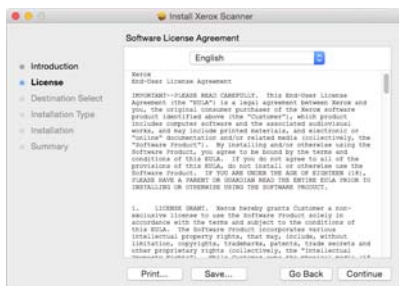 Install Xerox Scanner
Software License Agreement
English
Introduction
License
Destination Select
Installation Type
Installation
Summary
Xerox
End-User License Agreement
IMPORTANT--PLEASE READ CAREFULLY. This End-User License
Agreement (the "EULA") is a legal agreement between Xerox and
you, the original consumer purchaser of the Xerox software
product identified above (the "Customer"), which product
includes computer software and the associated audiovisual
works, and may include printed materials, and electronic or
"online" documentation and/or related media (collectively, the
"Software Product"). By installing and/or otherwise using the
Software Product, you agree to be bound by the terms and
conditions of this EULA. If you do not agree to all of the
provisions of this EULA, do not install or otherwise use the
Software Product. IF YOU ARE UNDER THE AGE OF EIGHTEEN (18),
PLEASE HAVE A PARENT OR GUARDIAN READ THE ENTIRE EULA PRIOR TO
INSTALLING OR OTHERWISE USING THE SOFTWARE PRODUCT.
1. LICENSE GRANT. Xerox hereby grants Customer a non-
exclusive license to use the Software Product solely in
accordance with the terms and subject to the conditions of
this EULA. The Software Product incorporates various
intellectual property rights, that may, include, without
limitation, copyrights, trademarks, patents, trade secrets and
other proprietary rights (collectively, the "Intellectual
Print...
Save...
Go Back
Continue